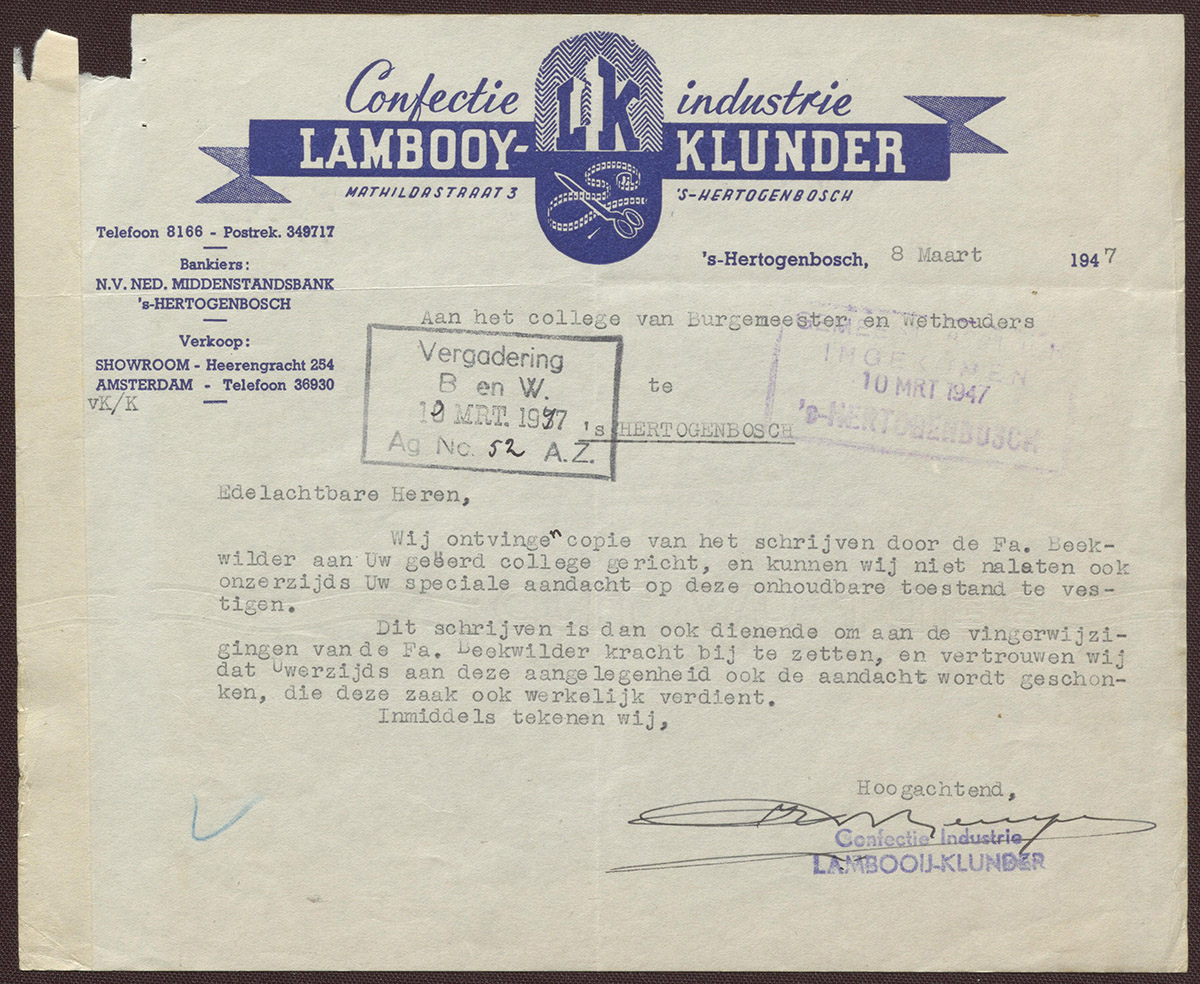 Confectie industrie
LK
LAMBOOY-KLUNDER
MATHILDASTRAAT 3 'S-HERTOGENBOSCH
Telefoon 8166 - Postrek. 349717
Bankiers:
N.V. NED. MIDDENSTANDSBANK
's-HERTOGENBOSCH
Verkoop:
SHOWROOM - Heerengracht 254
AMSTERDAM - Telefoon 36930
vK/K
's-Hertogenbosch, 8 Maart 1947
Aan het college van Burgemeester en Wethouders
te
's HERTOGENBOSCH
Vergadering
B en W.
MRT. 1947
Ag No. 52 A.Z.
INGEKOMEN
10 MRT 1947
's-HERTOGENBOSCH
Edelachtbare Heren,
Wij ontvingen copie van het schrijven door de Fa. Beek-
wilder aan Uw geëerd college gericht, en kunnen wij niet nalaten ook
onzerzijds Uw speciale aandacht op deze onhoudbare toestand te ves-
tigen.
Dit schrijven is dan ook dienende om aan de vingerwijzi-
gingen van de Fa. Beekwilder kracht bij te zetten, en vertrouwen wij
dat Uwerzijds aan deze aangelegenheid ook de aandacht wordt geschon-
ken, die deze zaak ook werkelijk verdient.
Inmiddels tekenen wij,
Hoogachtend,
Confectie Industrie
LAMBOOIJ-KLUNDER